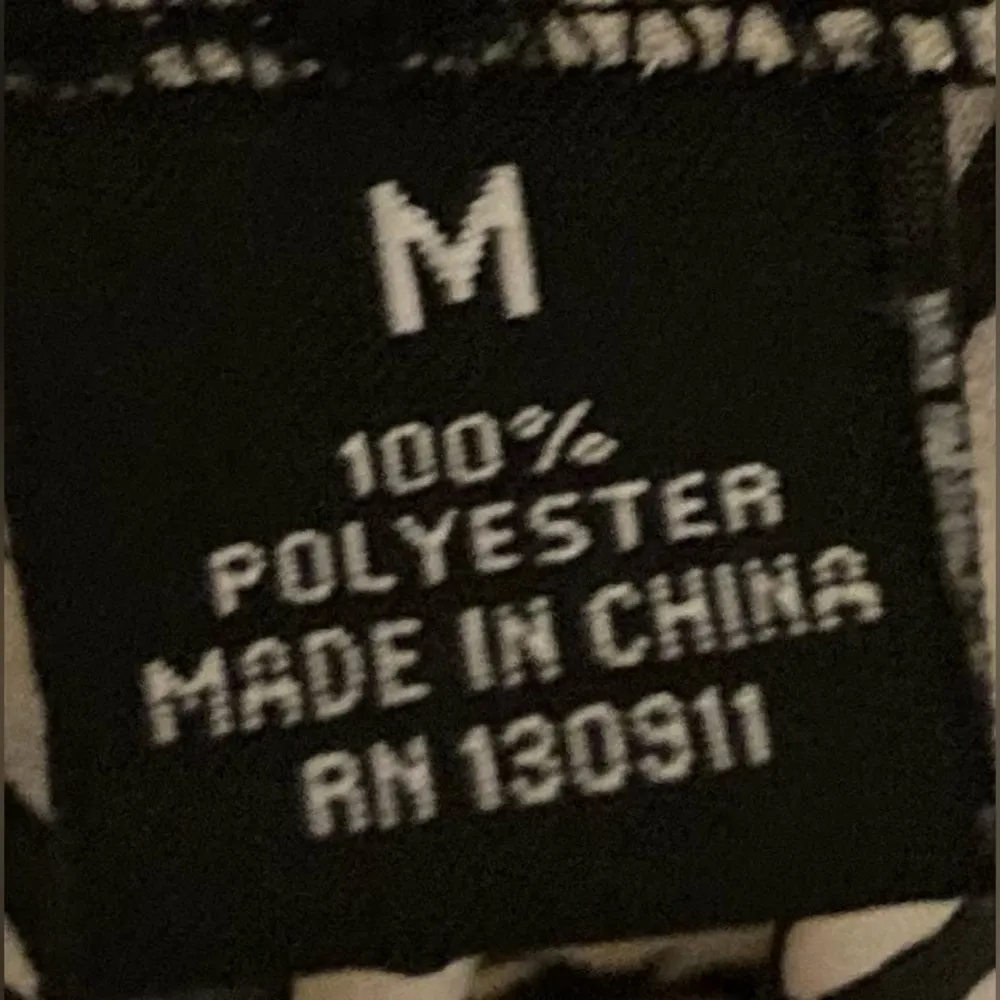 M
100%
POLYESTER
MADE IN CHINA
RN 130911